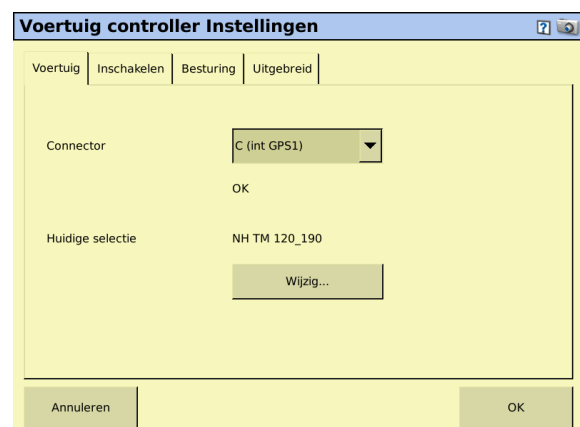 Voertuig controller Instellingen
Voertuig Inschakelen Besturing Uitgebreid
Connector C (int GPS1)
OK
Huidige selectie NH TM 120_190
Wijzig...
Annuleren OK